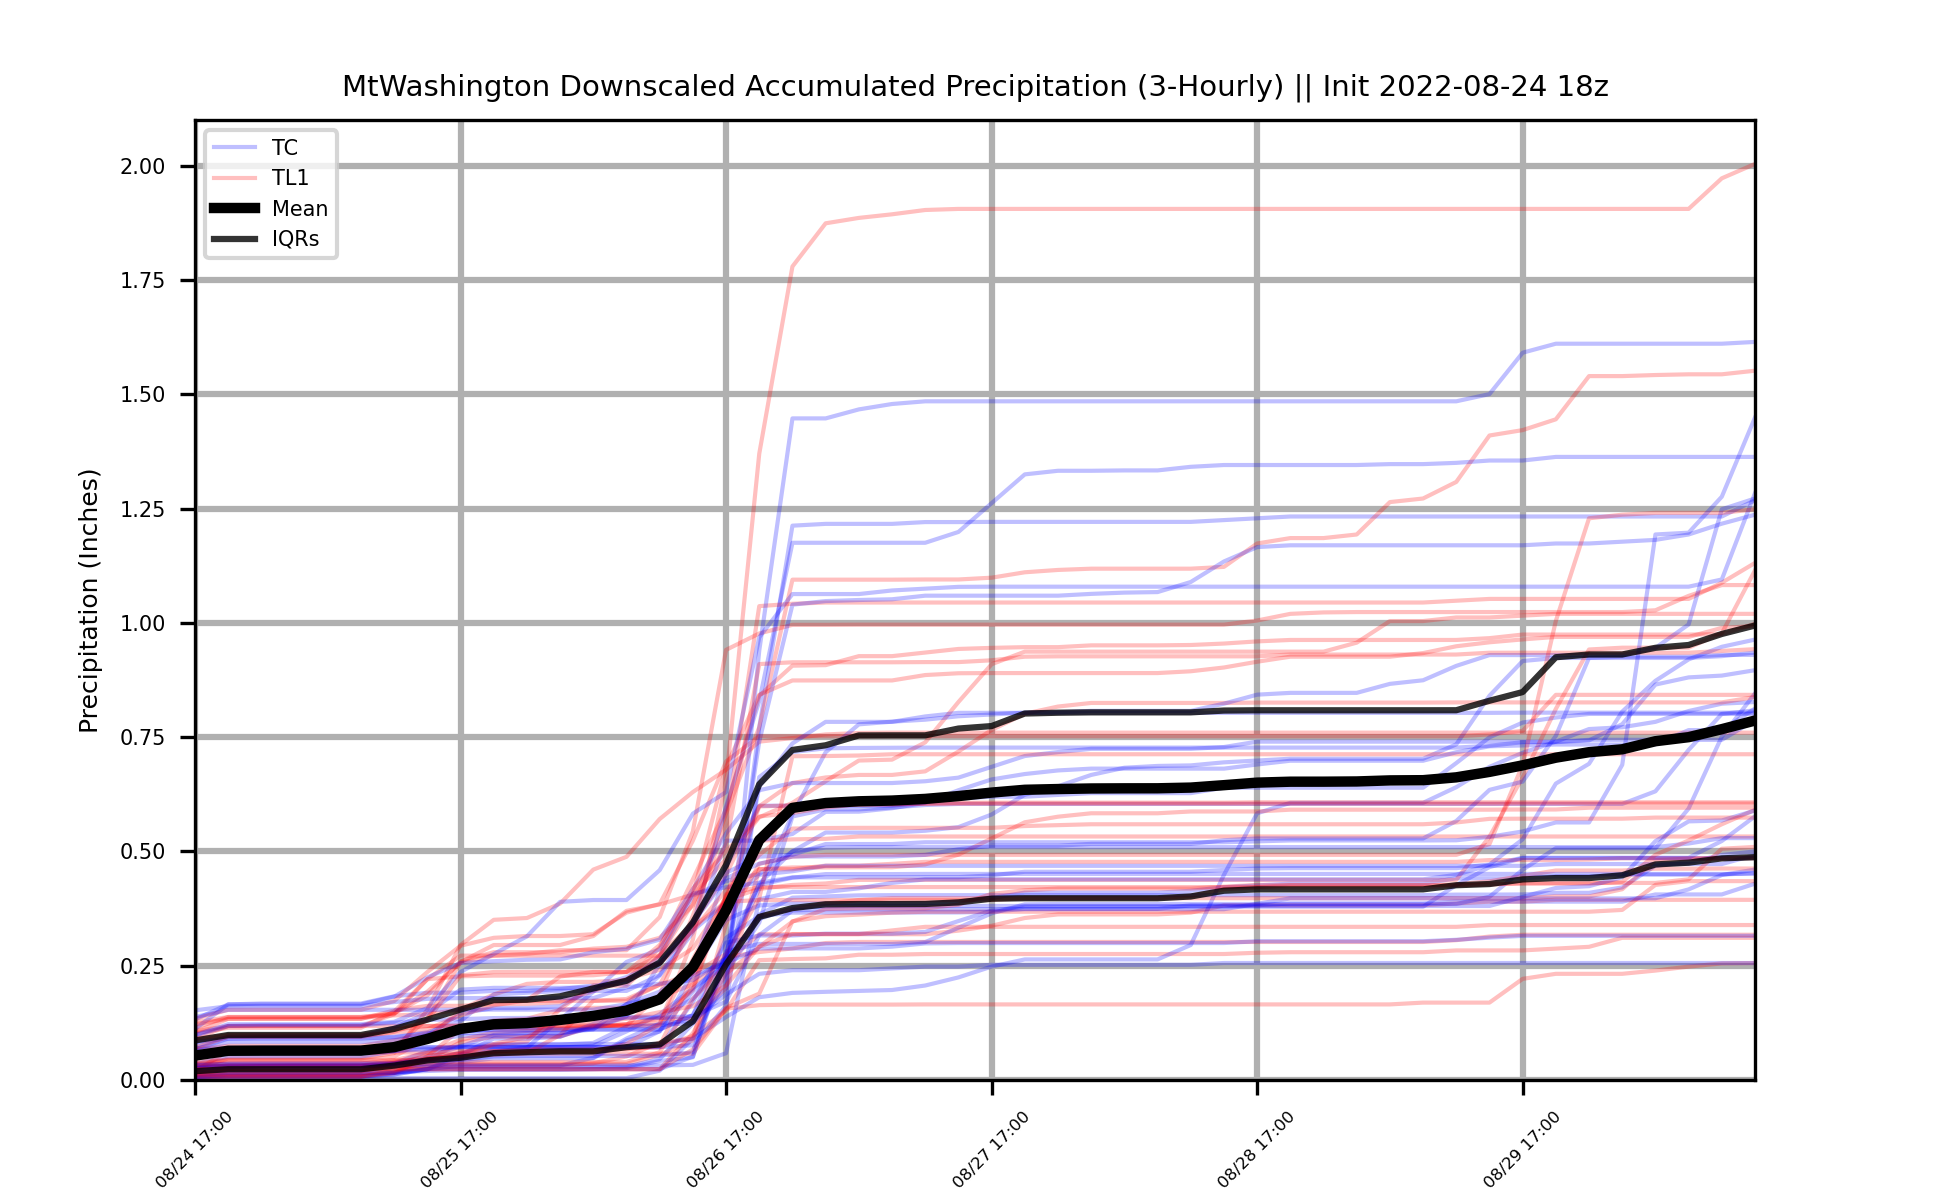 MtWashington Downscaled Accumulated Precipitation (3-Hourly) || Init 2022-08-24 18z
TC
TL1
Mean
IQRs
Precipitation (Inches)
2.00
1.75
1.50
1.25
1.00
0.75
0.50
0.25
0.00
08/24 17:00
08/25 17:00
08/26 17:00
08/27 17:00
08/28 17:00
08/29 17:00